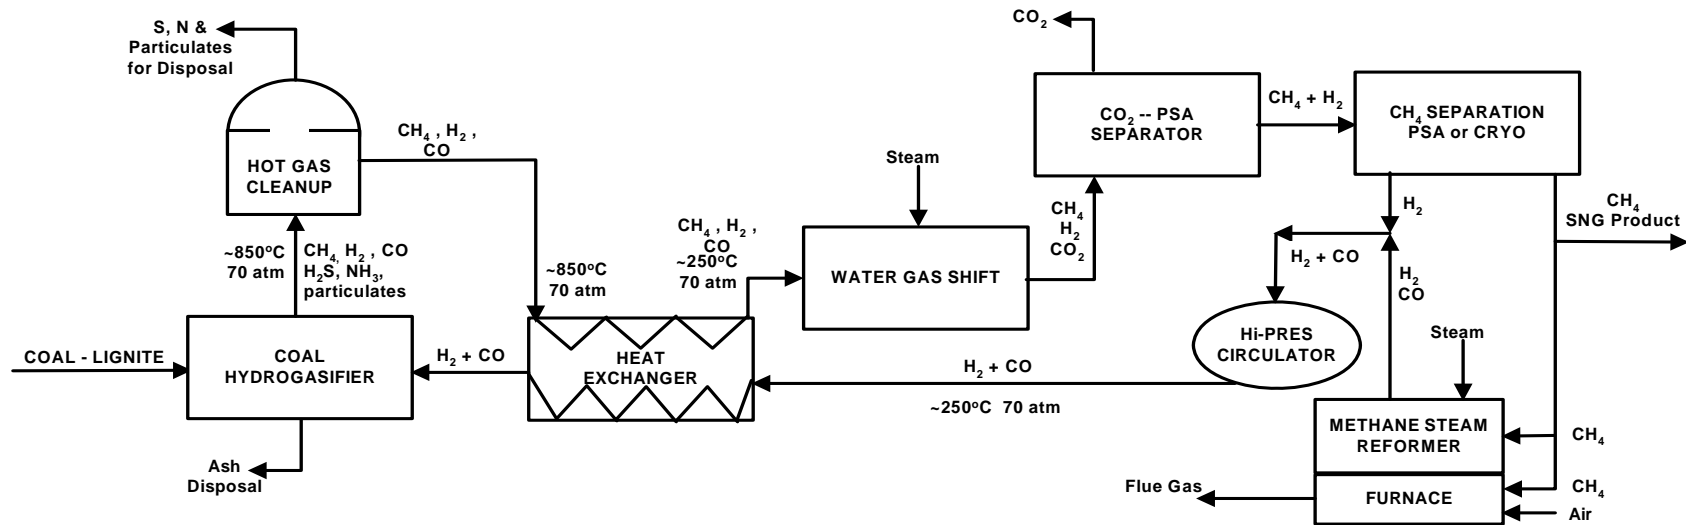 S, N &
Particulates
for Disposal
HOT GAS
CLEANUP
CH₄ , H₂ ,
CO
~850ºC
70 atm
CH₄, H₂ , CO
H₂S, NH₃,
particulates
COAL - LIGNITE
COAL
HYDROGASIFIER
Ash
Disposal
H₂ + CO
~850ºC
70 atm
HEAT
EXCHANGER
CH₄ , H₂ ,
CO
~250ºC
70 atm
Steam
WATER GAS SHIFT
H₂ + CO
~250ºC 70 atm
CH₄
H₂
CO₂
CO₂
CO₂ -- PSA
SEPARATOR
CH₄ + H₂
CH₄ SEPARATION
PSA or CRYO
H₂
H₂ + CO
H₂
CO
Hi-PRES
CIRCULATOR
CH₄
SNG Product
Steam
METHANE STEAM
REFORMER
CH₄
FURNACE
CH₄
Air
Flue Gas